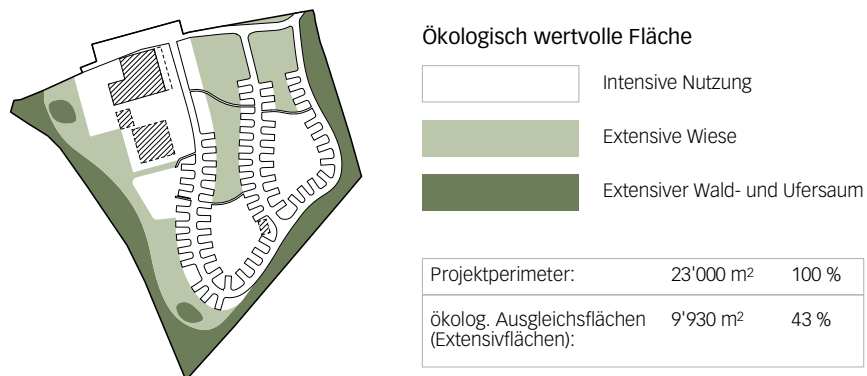 Ökologisch wertvolle Fläche
Intensive Nutzung
Extensive Wiese
Extensiver Wald- und Ufersaum
Projektperimeter: 23'000 m² 100 %
ökolog. Ausgleichsflächen 9'930 m² 43 %
(Extensivflächen):